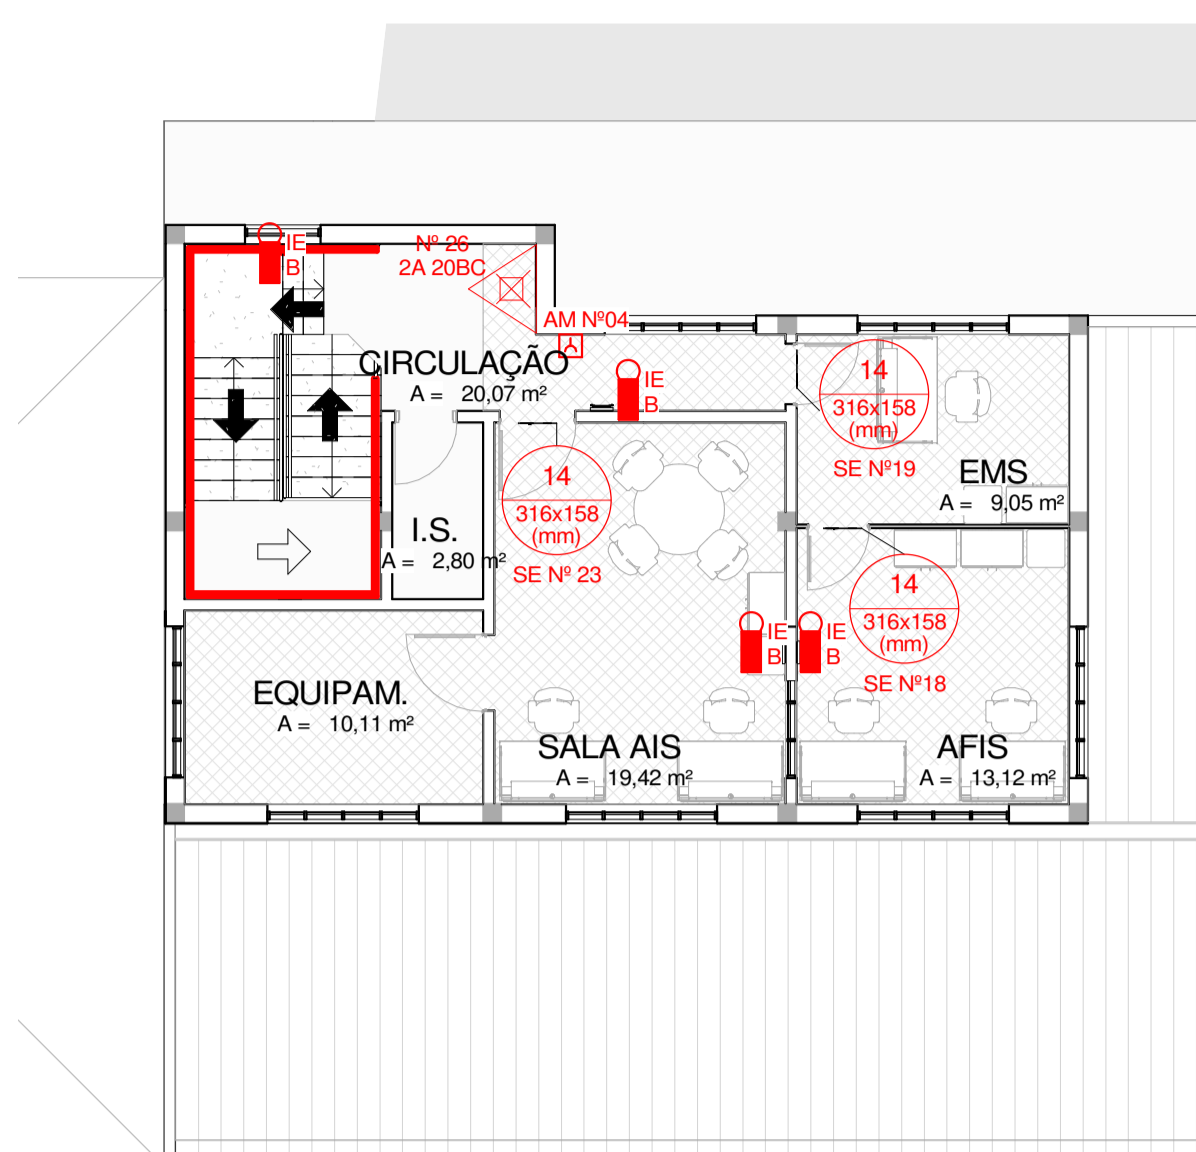 IE
B
Nº 26
2A 20BC
AM Nº04
CIRCULAÇÃO
A = 20,07 m²
IE
B
14
316x158
(mm)
SE Nº19
EMS
A = 9,05 m²
14
316x158
(mm)
SE Nº 23
I.S.
A = 2,80 m²
14
316x158
(mm)
SE Nº18
IE
B
IE
B
EQUIPAM.
A = 10,11 m²
SALA AIS
A = 19,42 m²
AFIS
A = 13,12 m²